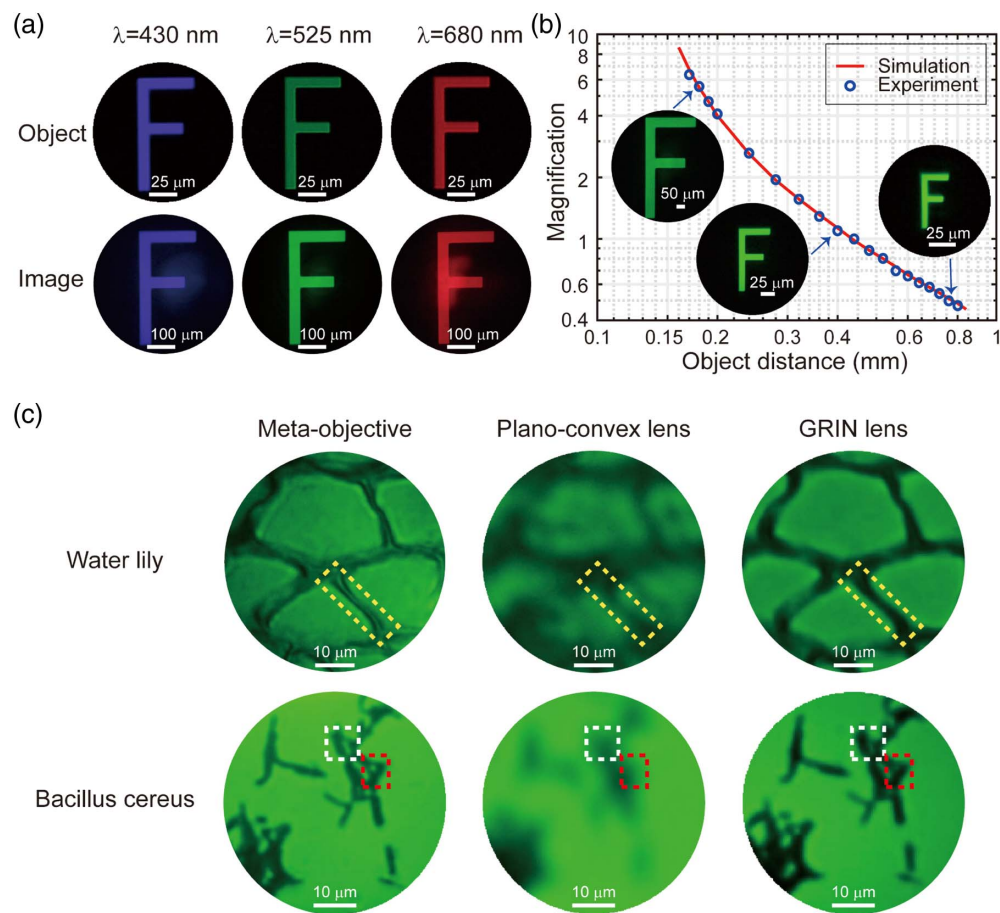 (a)
λ=430 nm
λ=525 nm
λ=680 nm
Object
25 μm
25 μm
25 μm
Image
100 μm
100 μm
100 μm
(b)
Magnification
10
8
6
4
2
1
0.8
0.6
0.4
Simulation
Experiment
50 μm
25 μm
25 μm
0.1
0.15
0.2
0.3
0.4
0.6
0.8
1
Object distance (mm)
(c)
Meta-objective
Plano-convex lens
GRIN lens
Water lily
10 μm
10 μm
10 μm
Bacillus cereus
10 μm
10 μm
10 μm